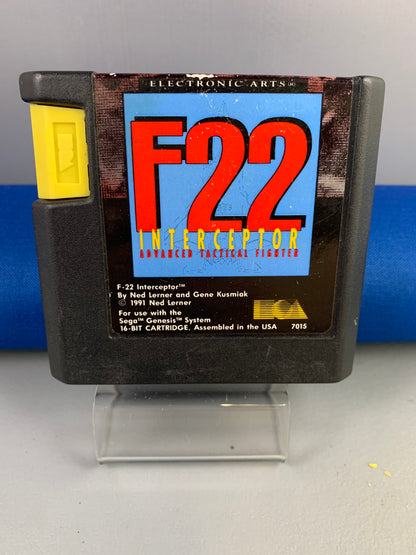 ELECTRONIC ARTS®
F22
INTERCEPTOR
ADVANCED TACTICAL FIGHTER
F-22 Interceptor™
By Ned Lerner and Gene Kusmiak
© 1991 Ned Lerner
For use with the
Sega™ Genesis™ System
16-BIT CARTRIDGE. Assembled in the USA 7015